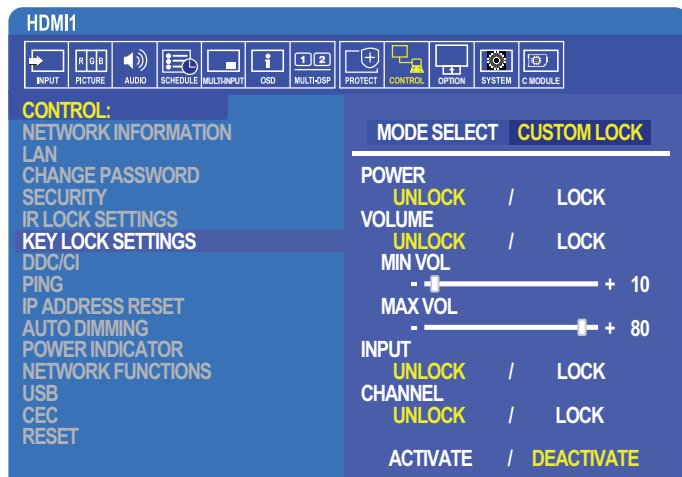 HDMI1
R G B 1 2
INPUT PICTURE AUDIO SCHEDULE MULTI-INPUT OSD MULTI-DSP PROTECT CONTROL OPTION SYSTEM C MODULE
CONTROL:
NETWORK INFORMATION
LAN
CHANGE PASSWORD
SECURITY
IR LOCK SETTINGS
KEY LOCK SETTINGS
DDC/CI
PING
IP ADDRESS RESET
AUTO DIMMING
POWER INDICATOR
NETWORK FUNCTIONS
USB
CEC
RESET
MODE SELECT CUSTOM LOCK
POWER
UNLOCK / LOCK
VOLUME
UNLOCK / LOCK
MIN VOL
- + 10
MAX VOL
- + 80
INPUT
UNLOCK / LOCK
CHANNEL
UNLOCK / LOCK
ACTIVATE / DEACTIVATE